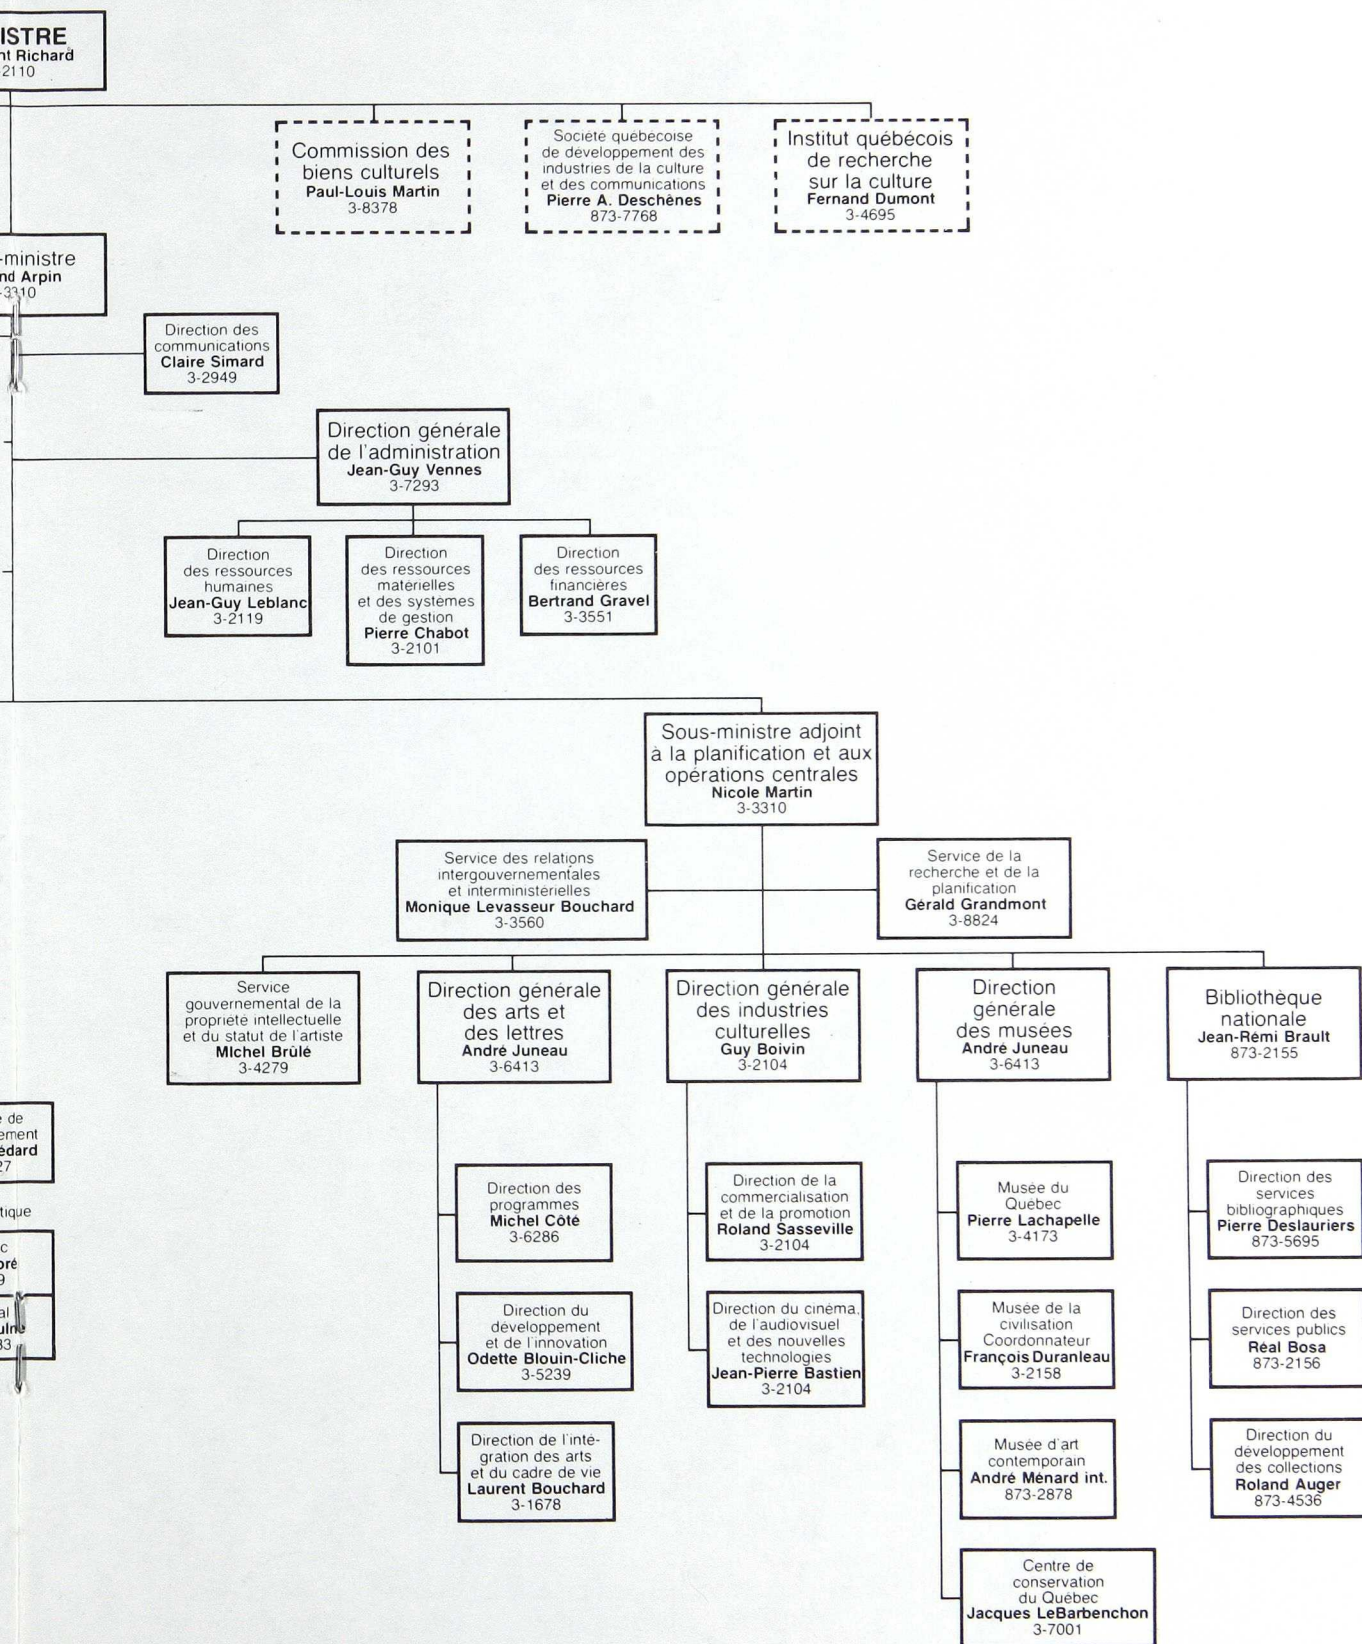 ISTRE
nt Richard
-2110
Commission des
biens culturels
Paul-Louis Martin
3-8378
Société québécoise
de développement des
industries de la culture
et des communications
Pierre A. Deschênes
873-7768
Institut québécois
de recherche
sur la culture
Fernand Dumont
3-4695
-ministre
nd Arpin
-3310
Direction des
communications
Claire Simard
3-2949
Direction générale
de l'administration
Jean-Guy Vennes
3-7293
Direction
des ressources
humaines
Jean-Guy Leblanc
3-2119
Direction
des ressources
matérielles
et des systèmes
de gestion
Pierre Chabot
3-2101
Direction
des ressources
financières
Bertrand Gravel
3-3551
Sous-ministre adjoint
à la planification et aux
opérations centrales
Nicole Martin
3-3310
Service des relations
intergouvernementales
et interministérielles
Monique Levasseur Bouchard
3-3560
Service de la
recherche et de la
planification
Gérald Grandmont
3-8824
Service
gouvernemental de la
propriété intellectuelle
et du statut de l'artiste
MIchel Brûlé
3-4279
Direction générale
des arts et
des lettres
André Juneau
3-6413
Direction générale
des industries
culturelles
Guy Boivin
3-2104
Direction
générale
des musées
André Juneau
3-6413
Bibliothèque
nationale
Jean-Rémi Brault
873-2155
e de
ement
édard
27
tique
c
oré
9
al
ulne
33
Direction des
programmes
Michel Côté
3-6286
Direction du
développement
et de l'innovation
Odette Blouin-Cliche
3-5239
Direction de l'inté-
gration des arts
et du cadre de vie
Laurent Bouchard
3-1678
Direction de la
commercialisation
et de la promotion
Roland Sasseville
3-2104
Direction du cinéma,
de l'audiovisuel
et des nouvelles
technologies
Jean-Pierre Bastien
3-2104
Musée du
Québec
Pierre Lachapelle
3-4173
Musée de la
civilisation
Coordonnateur
François Duranleau
3-2158
Musée d'art
contemporain
André Ménard int.
873-2878
Centre de
conservation
du Québec
Jacques LeBarbenchon
3-7001
Direction des
services
bibliographiques
Pierre Deslauriers
873-5695
Direction des
services publics
Réal Bosa
873-2156
Direction du
développement
des collections
Roland Auger
873-4536